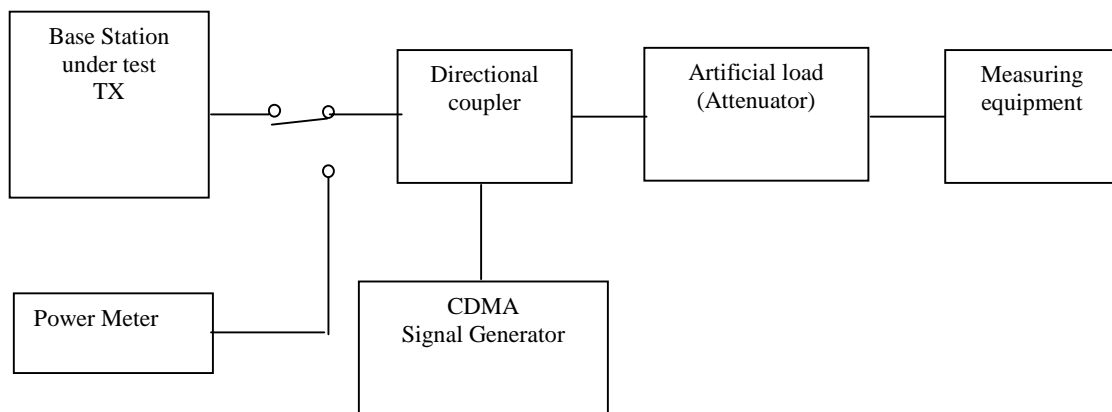 Base Station
under test
TX
Directional
coupler
Artificial load
(Attenuator)
Measuring
equipment
Power Meter
CDMA
Signal Generator